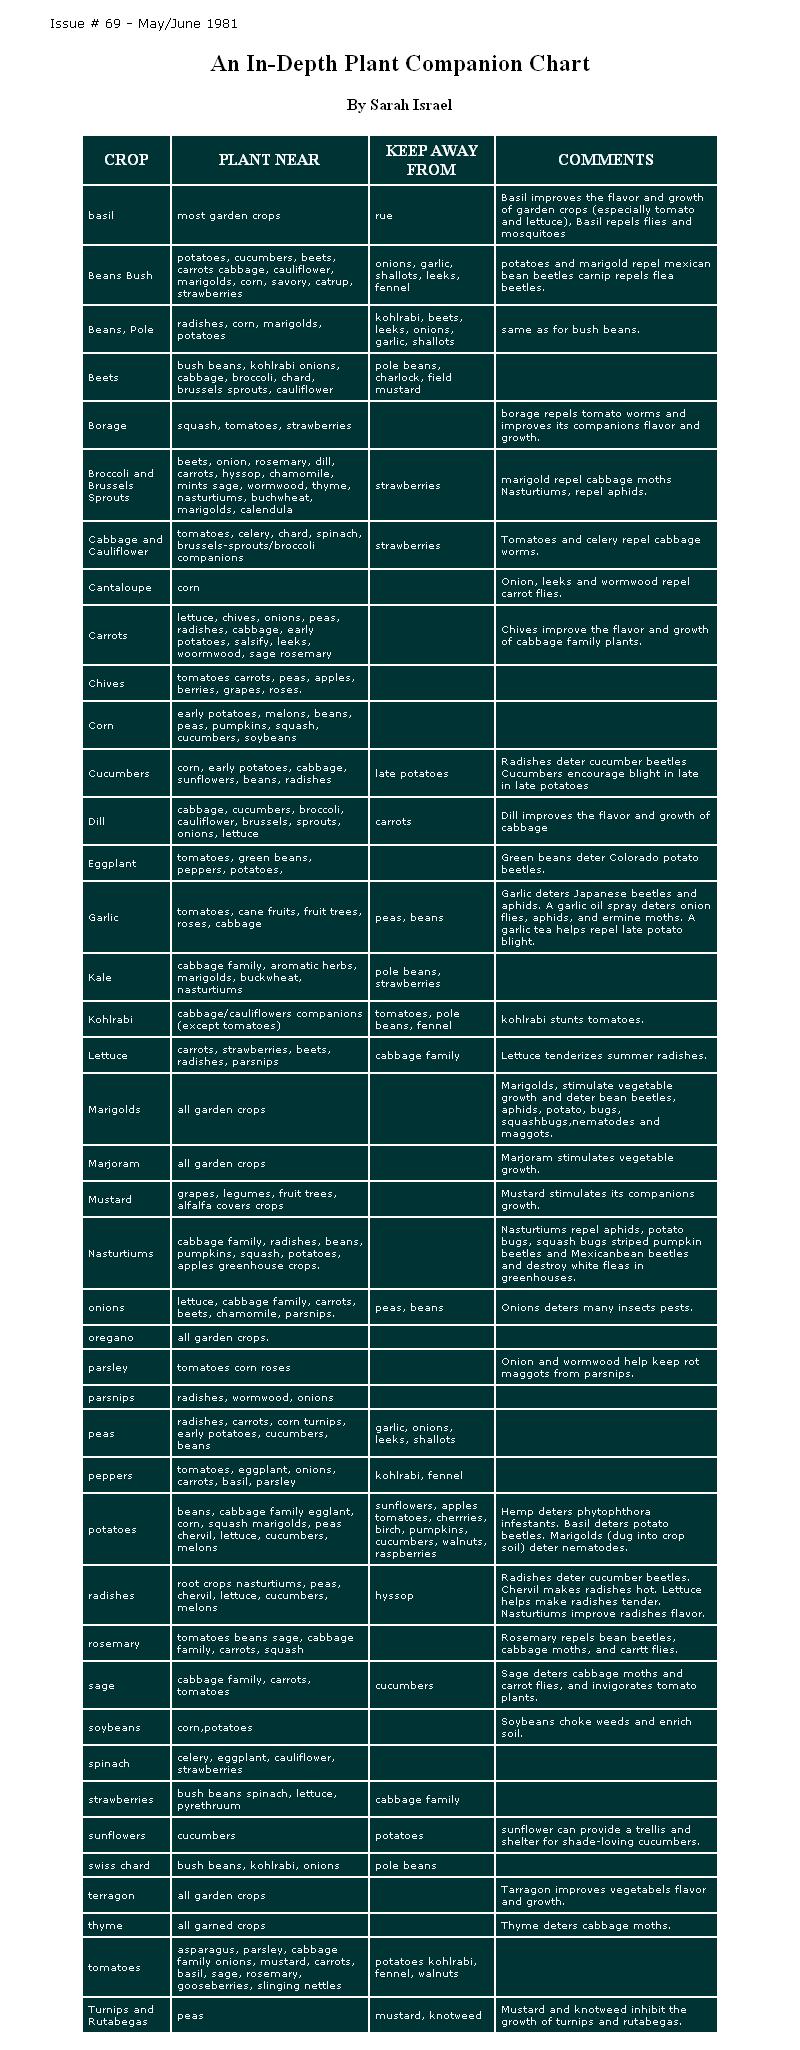 Issue # 69 - May/June 1981
An In-Depth Plant Companion Chart
By Sarah Israel
CROP
PLANT NEAR
KEEP AWAY
FROM
COMMENTS
basil
most garden crops
rue
Basil improves the flavor and growth
of garden crops (especially tomato
and lettuce), Basil repels flies and
mosquitoes
Beans Bush
potatoes, cucumbers, beets,
carrots cabbage, cauliflower,
marigolds, corn, savory, catrup,
strawberries
onions, garlic,
shallots, leeks,
fennel
potatoes and marigold repel mexican
bean beetles carnip repels flea
beetles.
Beans, Pole
radishes, corn, marigolds,
potatoes
kohlrabi, beets,
leeks, onions,
garlic, shallots
same as for bush beans.
Beets
bush beans, kohlrabi onions,
cabbage, broccoli, chard,
brussels sprouts, cauliflower
pole beans,
charlock, field
mustard
Borage
squash, tomatoes, strawberries
borage repels tomato worms and
improves its companions flavor and
growth.
Broccoli and
Brussels
Sprouts
beets, onion, rosemary, dill,
carrots, hyssop, chamomile,
mints sage, wormwood, thyme,
nasturtiums, buchwheat,
marigolds, calendula
strawberries
marigold repel cabbage moths
Nasturtiums, repel aphids.
Cabbage and
Cauliflower
tomatoes, celery, chard, spinach,
brussels-sprouts/broccoli
companions
strawberries
Tomatoes and celery repel cabbage
worms.
Cantaloupe
corn
Onion, leeks and wormwood repel
carrot flies.
Carrots
lettuce, chives, onions, peas,
radishes, cabbage, early
potatoes, salsify, leeks,
woormwood, sage rosemary
Chives improve the flavor and growth
of cabbage family plants.
Chives
tomatoes carrots, peas, apples,
berries, grapes, roses.
Corn
early potatoes, melons, beans,
peas, pumpkins, squash,
cucumbers, soybeans
Cucumbers
corn, early potatoes, cabbage,
sunflowers, beans, radishes
late potatoes
Radishes deter cucumber beetles
Cucumbers encourage blight in late
in late potatoes
Dill
cabbage, cucumbers, broccoli,
cauliflower, brussels, sprouts,
onions, lettuce
carrots
Dill improves the flavor and growth of
cabbage
Eggplant
tomatoes, green beans,
peppers, potatoes,
Green beans deter Colorado potato
beetles.
Garlic
tomatoes, cane fruits, fruit trees,
roses, cabbage
peas, beans
Garlic deters Japanese beetles and
aphids. A garlic oil spray deters onion
flies, aphids, and ermine moths. A
garlic tea helps repel late potato
blight.
Kale
cabbage family, aromatic herbs,
marigolds, buckwheat,
nasturtiums
pole beans,
strawberries
Kohlrabi
cabbage/cauliflowers companions
(except tomatoes)
tomatoes, pole
beans, fennel
kohlrabi stunts tomatoes.
Lettuce
carrots, strawberries, beets,
radishes, parsnips
cabbage family
Lettuce tenderizes summer radishes.
Marigolds
all garden crops
Marigolds, stimulate vegetable
growth and deter bean beetles,
aphids, potato, bugs,
squashbugs,nematodes and
maggots.
Marjoram
all garden crops
Marjoram stimulates vegetable
growth.
Mustard
grapes, legumes, fruit trees,
alfalfa covers crops
Mustard stimulates its companions
growth.
Nasturtiums
cabbage family, radishes, beans,
pumpkins, squash, potatoes,
apples greenhouse crops.
Nasturtiums repel aphids, potato
bugs, squash bugs striped pumpkin
beetles and Mexicanbean beetles
and destroy white fleas in
greenhouses.
onions
lettuce, cabbage family, carrots,
beets, chamomile, parsnips.
peas, beans
Onions deters many insects pests.
oregano
all garden crops.
parsley
tomatoes corn roses
Onion and wormwood help keep rot
maggots from parsnips.
parsnips
radishes, wormwood, onions
peas
radishes, carrots, corn turnips,
early potatoes, cucumbers,
beans
garlic, onions,
leeks, shallots
peppers
tomatoes, eggplant, onions,
carrots, basil, parsley
kohlrabi, fennel
potatoes
beans, cabbage family egglant,
corn, squash marigolds, peas
chervil, lettuce, cucumbers,
melons
sunflowers, apples
tomatoes, cherrries,
birch, pumpkins,
cucumbers, walnuts,
raspberries
Hemp deters phytophthora
infestants. Basil deters potato
beetles. Marigolds (dug into crop
soil) deter nematodes.
radishes
root crops nasturtiums, peas,
chervil, lettuce, cucumbers,
melons
hyssop
Radishes deter cucumber beetles.
Chervil makes radishes hot. Lettuce
helps make radishes tender.
Nasturtiums improve radishes flavor.
rosemary
tomatoes beans sage, cabbage
family, carrots, squash
Rosemary repels bean beetles,
cabbage moths, and carrtt flies.
sage
cabbage family, carrots,
tomatoes
cucumbers
Sage deters cabbage moths and
carrot flies, and invigorates tomato
plants.
soybeans
corn,potatoes
Soybeans choke weeds and enrich
soil.
spinach
celery, eggplant, cauliflower,
strawberries
strawberries
bush beans spinach, lettuce,
pyrethruum
cabbage family
sunflowers
cucumbers
potatoes
sunflower can provide a trellis and
shelter for shade-loving cucumbers.
swiss chard
bush beans, kohlrabi, onions
pole beans
terragon
all garden crops
Tarragon improves vegetabels flavor
and growth.
thyme
all garned crops
Thyme deters cabbage moths.
tomatoes
asparagus, parsley, cabbage
family onions, mustard, carrots,
basil, sage, rosemary,
gooseberries, slinging nettles
potatoes kohlrabi,
fennel, walnuts
Turnips and
Rutabegas
peas
mustard, knotweed
Mustard and knotweed inhibit the
growth of turnips and rutabegas.